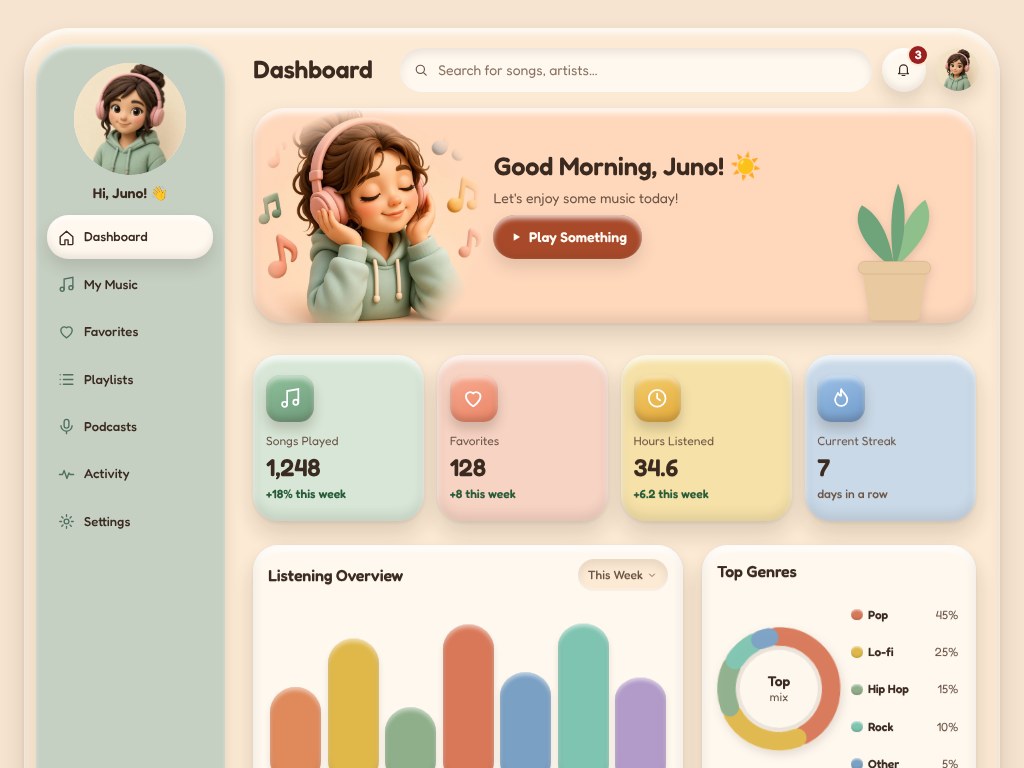 Dashboard
Search for songs, artists...
3
Hi, Juno! 👋
Dashboard
My Music
Favorites
Playlists
Podcasts
Activity
Settings
Good Morning, Juno! ☀️
Let's enjoy some music today!
Play Something
Songs Played
1,248
+18% this week
Favorites
128
+8 this week
Hours Listened
34.6
+6.2 this week
Current Streak
7
days in a row
Listening Overview
This Week
Top Genres
Top
mix
Pop 45%
Lo-fi 25%
Hip Hop 15%
Rock 10%
Other 5%